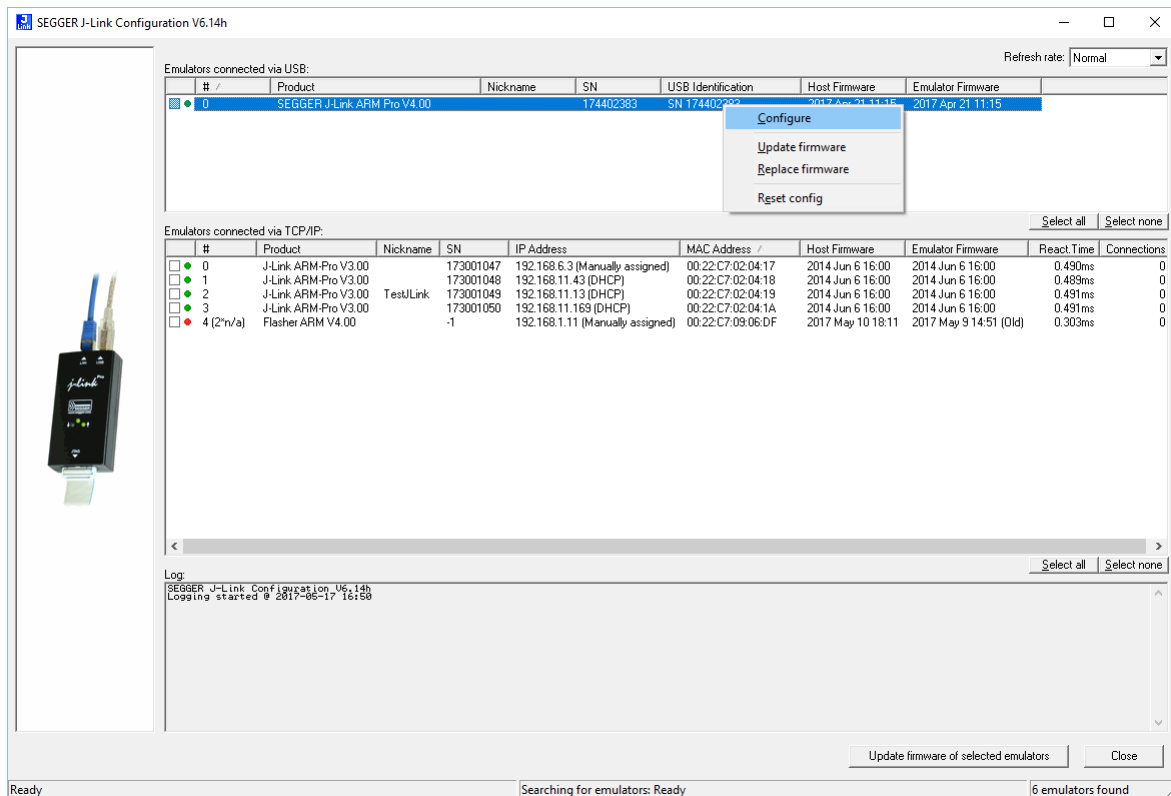 SEGGER J-Link Configuration V6.14h
Refresh rate: Normal
Emulators connected via USB:
# Product Nickname SN USB Identification Host Firmware Emulator Firmware
0 SEGGER J-Link ARM Pro V4.00 174402383 SN 174402383 2017 Apr 21 11:15 2017 Apr 21 11:15
Configure
Update firmware
Replace firmware
Reset config
Select all Select none
Emulators connected via TCP/IP:
# Product Nickname SN IP Address MAC Address Host Firmware Emulator Firmware React.Time Connections
0 J-Link ARM-Pro V3.00 173001047 192.168.6.3 (Manually assigned) 00:22:C7:02:04:17 2014 Jun 6 16:00 2014 Jun 6 16:00 0.490ms 0
1 J-Link ARM-Pro V3.00 173001048 192.168.11.43 (DHCP) 00:22:C7:02:04:18 2014 Jun 6 16:00 2014 Jun 6 16:00 0.489ms 0
2 J-Link ARM-Pro V3.00 TestJLink 173001049 192.168.11.13 (DHCP) 00:22:C7:02:04:19 2014 Jun 6 16:00 2014 Jun 6 16:00 0.491ms 0
3 J-Link ARM-Pro V3.00 173001050 192.168.11.169 (DHCP) 00:22:C7:02:04:1A 2014 Jun 6 16:00 2014 Jun 6 16:00 0.491ms 0
4 (2*n/a) Flasher ARM V4.00 -1 192.168.1.11 (Manually assigned) 00:22:C7:09:06:DF 2017 May 10 18:11 2017 May 9 14:51 (Old) 0.303ms 0
j-link Pro
Select all Select none
Log:
SEGGER J-Link Configuration V6.14h
Logging started @ 2017-05-17 16:50
Update firmware of selected emulators Close
Ready Searching for emulators: Ready 6 emulators found